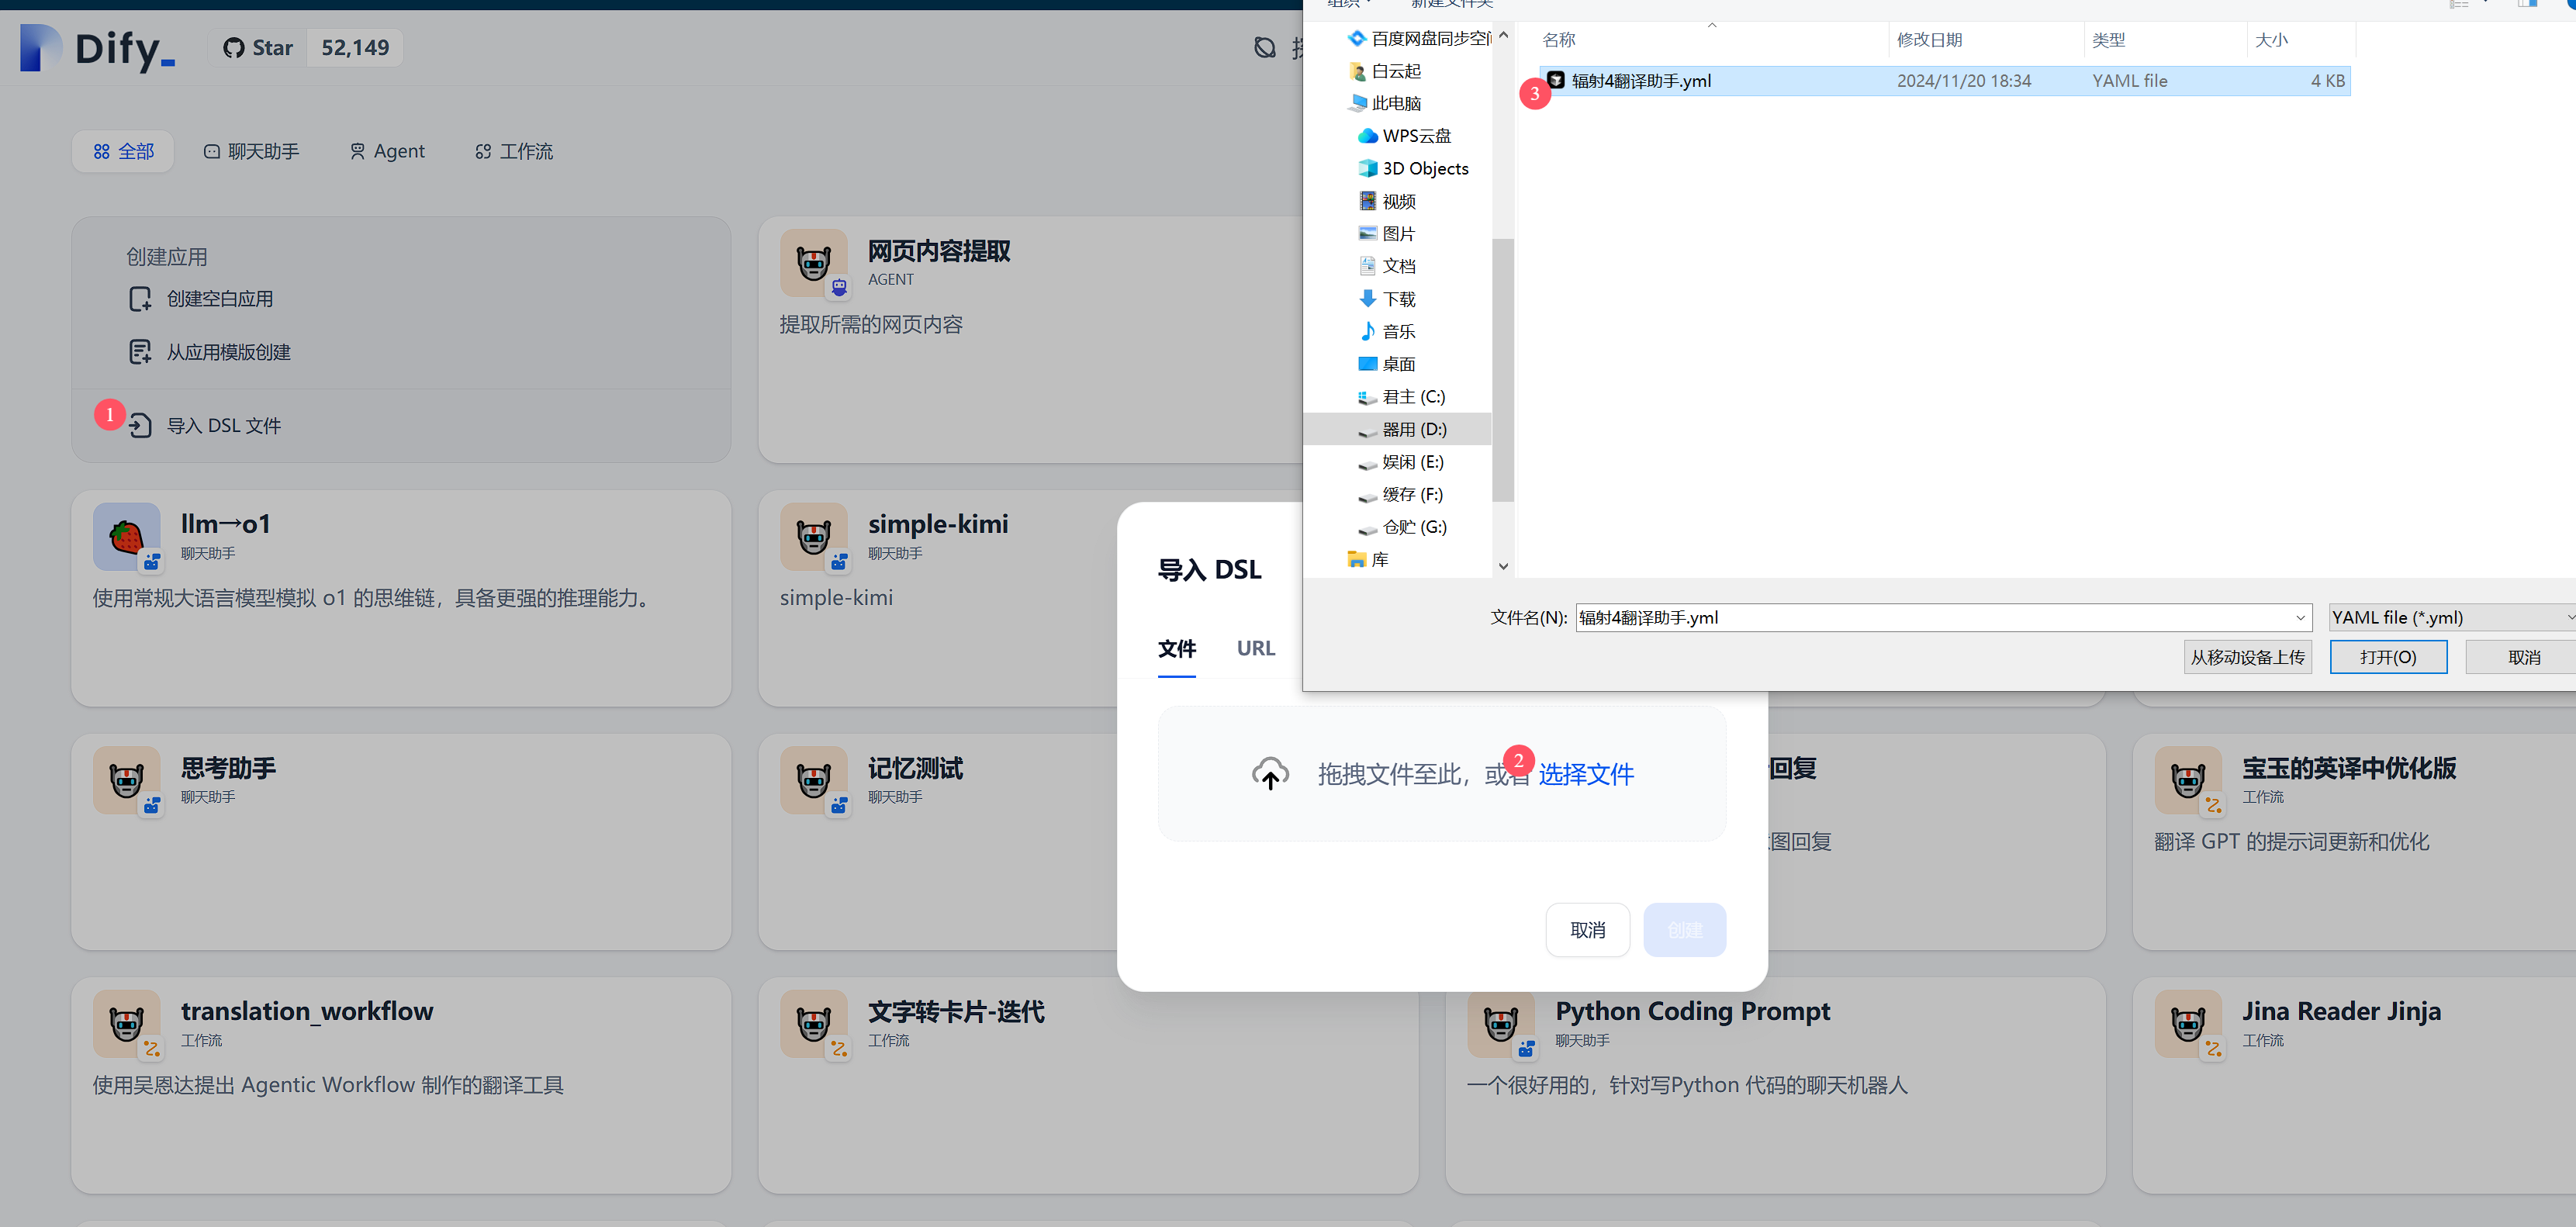 Dify_
Star 52,149
全部
聊天助手
Agent
工作流
创建应用
创建空白应用
从应用模版创建
1
导入 DSL 文件
网页内容提取
AGENT
提取所需的网页内容
llm→o1
聊天助手
使用常规大语言模型模拟 o1 的思维链，具备更强的推理能力。
simple-kimi
聊天助手
simple-kimi
思考助手
聊天助手
记忆测试
聊天助手
回复
图回复
宝玉的英译中优化版
工作流
翻译 GPT 的提示词更新和优化
translation_workflow
工作流
使用吴恩达提出 Agentic Workflow 制作的翻译工具
文字转卡片-迭代
工作流
Python Coding Prompt
聊天助手
一个很好用的，针对写Python 代码的聊天机器人
Jina Reader Jinja
工作流
导入 DSL
文件
URL
拖拽文件至此，或者 选择文件
2
取消
创建
组织
新建文件夹
百度网盘同步空间
白云起
此电脑
WPS云盘
3D Objects
视频
图片
文档
下载
音乐
桌面
君主 (C:)
器用 (D:)
娱闲 (E:)
缓存 (F:)
仓贮 (G:)
库
名称 修改日期 类型 大小
3
辐射4翻译助手.yml 2024/11/20 18:34 YAML file 4 KB
文件名(N): 辐射4翻译助手.yml YAML file (*.yml)
从移动设备上传 打开(O) 取消